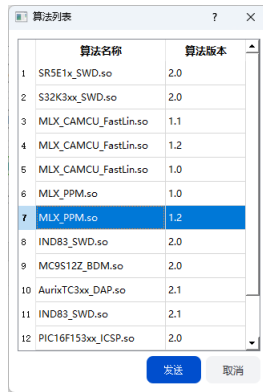 算法列表 ? ×
算法名称 算法版本
1 SR5E1x_SWD.so 2.0
2 S32K3xx_SWD.so 2.0
3 MLX_CAMCU_FastLin.so 1.1
4 MLX_CAMCU_FastLin.so 1.2
5 MLX_CAMCU_FastLin.so 1.0
6 MLX_PPM.so 1.0
7 MLX_PPM.so 1.2
8 IND83_SWD.so 2.0
9 MC9S12Z_BDM.so 2.0
10 AurixTC3xx_DAP.so 2.1
11 IND83_SWD.so 2.1
12 PIC16F153xx_ICSP.so 2.0
发送 取消